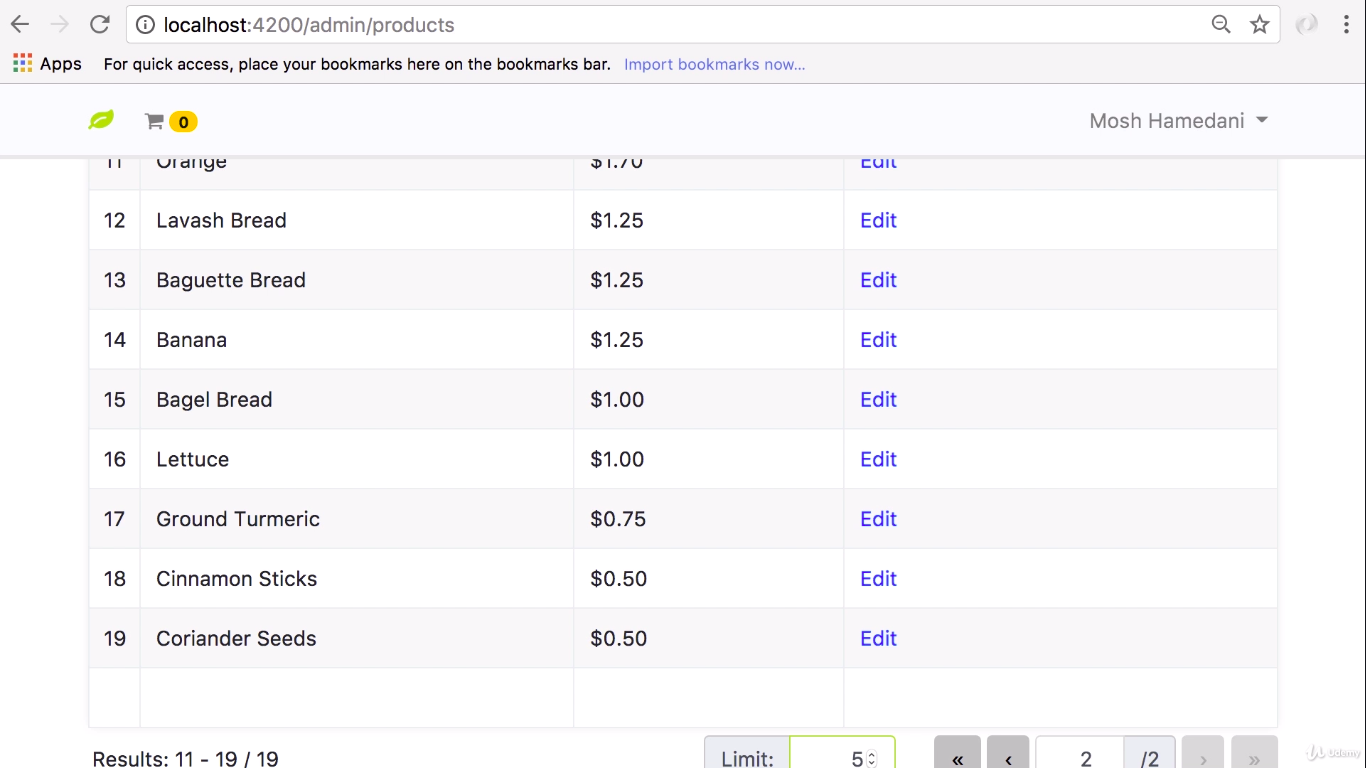 localhost:4200/admin/products
Apps For quick access, place your bookmarks here on the bookmarks bar. Import bookmarks now...
0 Mosh Hamedani
11 Orange $1.70 Edit
12 Lavash Bread $1.25 Edit
13 Baguette Bread $1.25 Edit
14 Banana $1.25 Edit
15 Bagel Bread $1.00 Edit
16 Lettuce $1.00 Edit
17 Ground Turmeric $0.75 Edit
18 Cinnamon Sticks $0.50 Edit
19 Coriander Seeds $0.50 Edit
Results: 11 - 19 / 19 Limit: 5 « ‹ 2 /2 › »
Udemy